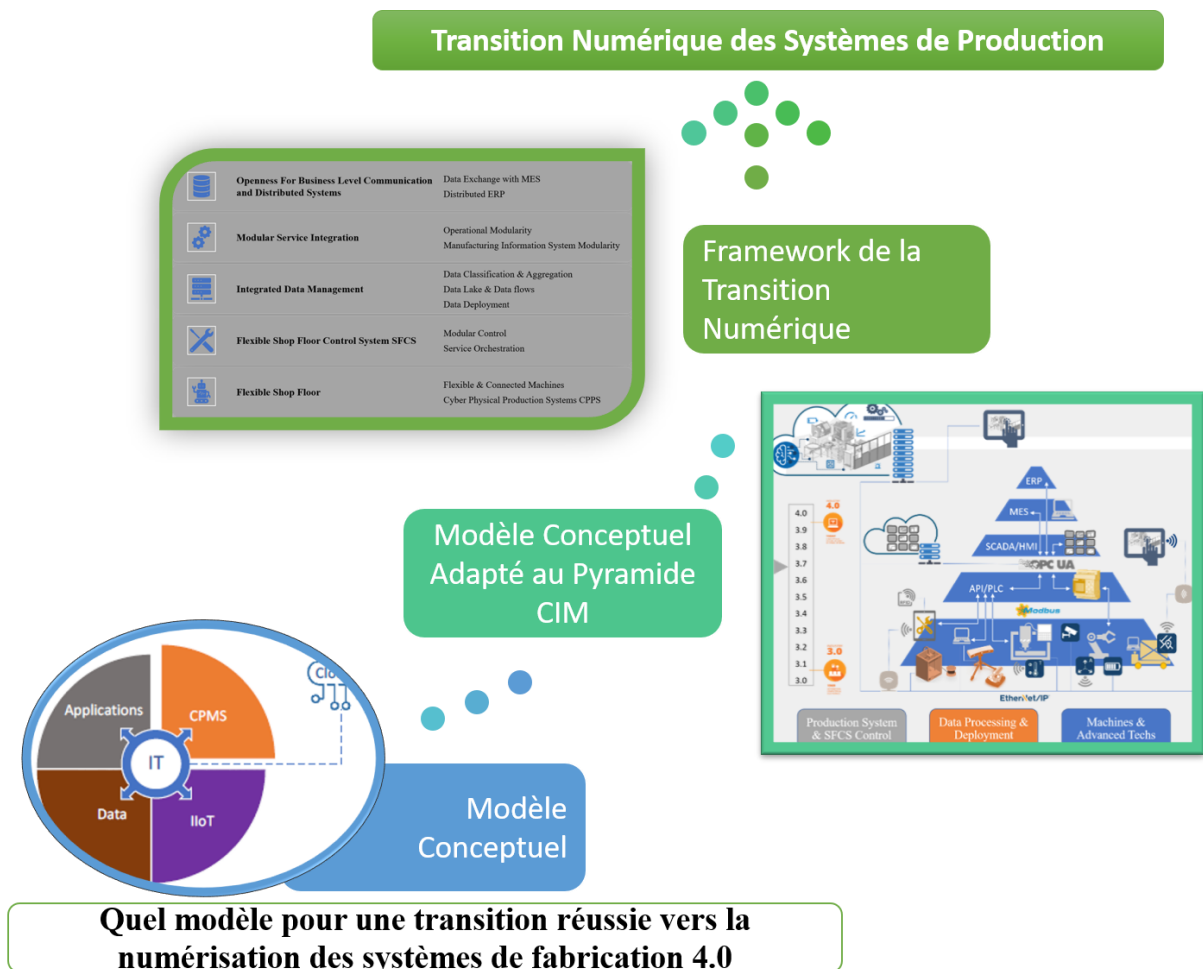 Transition Numérique des Systèmes de Production
Openness For Business Level Communication
and Distributed Systems
Data Exchange with MES
Distributed ERP
Modular Service Integration
Operational Modularity
Manufacturing Information System Modularity
Integrated Data Management
Data Classification & Aggregation
Data Lake & Data flows
Data Deployment
Flexible Shop Floor Control System SFCS
Modular Control
Service Orchestration
Flexible Shop Floor
Flexible & Connected Machines
Cyber Physical Production Systems CPPS
Framework de la
Transition
Numérique
ERP
MES
SCADA/HMI
OPC UA
API/PLC
Modbus
4.0
3.9
3.8
3.7
3.6
3.5
3.4
3.3
3.2
3.1
3.0
4.0
3.0
EtherNet/IP
Production System
& SFCS Control
Data Processing &
Deployment
Machines &
Advanced Techs
Modèle Conceptuel
Adapté au Pyramide
CIM
Applications
CPMS
IT
Data
IIoT
Modèle
Conceptuel
Quel modèle pour une transition réussie vers la
numérisation des systèmes de fabrication 4.0